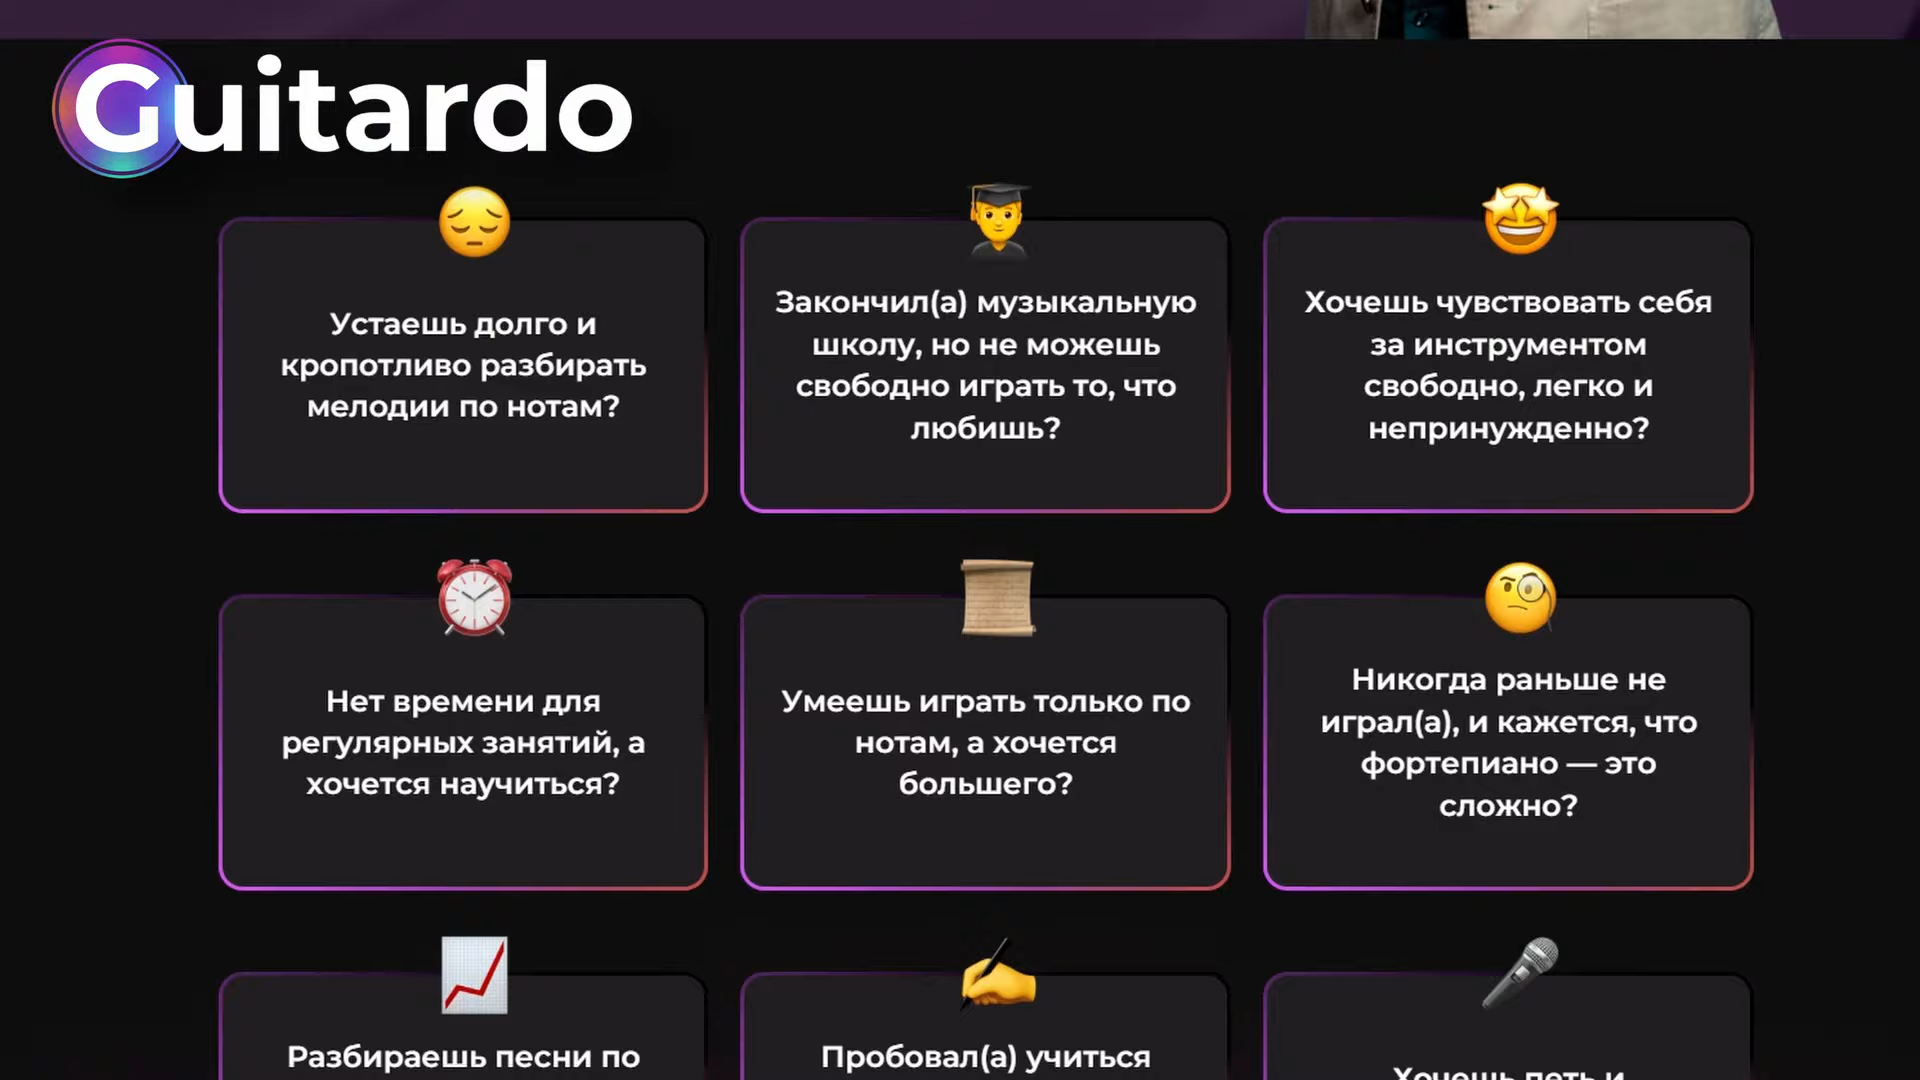 Guitardo
Устаешь долго и
кропотливо разбирать
мелодии по нотам?
Закончил(а) музыкальную
школу, но не можешь
свободно играть то, что
любишь?
Хочешь чувствовать себя
за инструментом
свободно, легко и
непринужденно?
Нет времени для
регулярных занятий, а
хочется научиться?
Умеешь играть только по
нотам, а хочется
большего?
Никогда раньше не
играл(а), и кажется, что
фортепиано — это
сложно?
Разбираешь песни по
Пробовал(а) учиться
Хочешь петь и